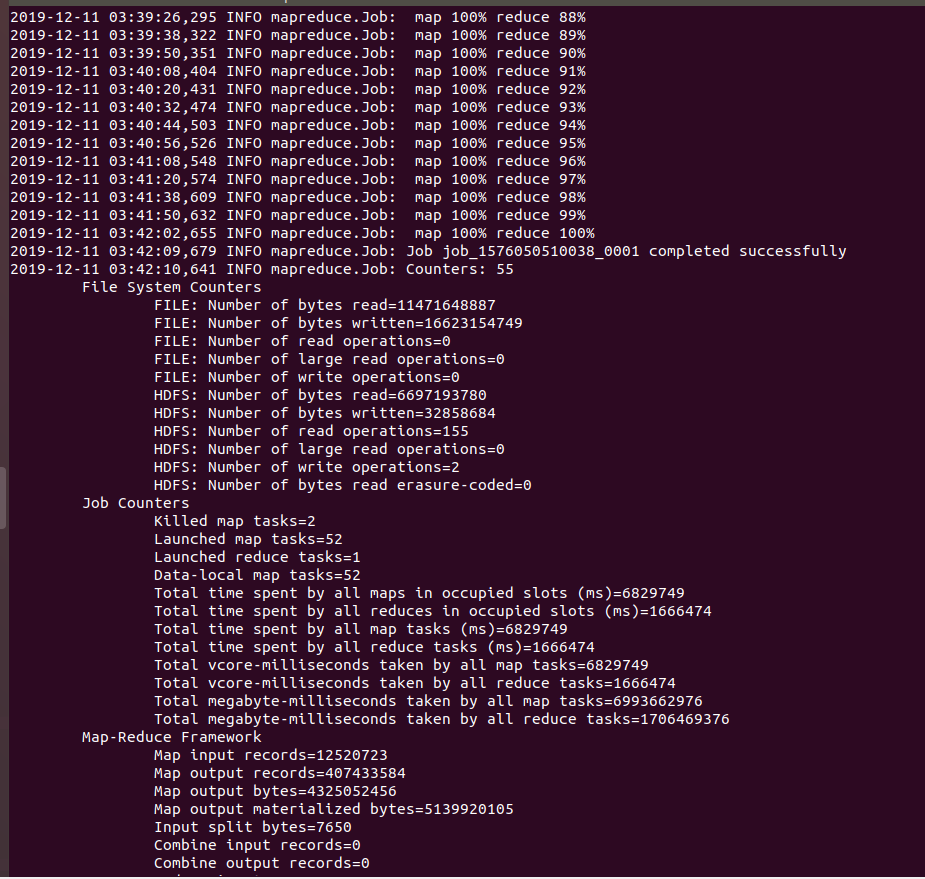 2019-12-11 03:39:26,295 INFO mapreduce.Job:  map 100% reduce 88%
2019-12-11 03:39:38,322 INFO mapreduce.Job:  map 100% reduce 89%
2019-12-11 03:39:50,351 INFO mapreduce.Job:  map 100% reduce 90%
2019-12-11 03:40:08,404 INFO mapreduce.Job:  map 100% reduce 91%
2019-12-11 03:40:20,431 INFO mapreduce.Job:  map 100% reduce 92%
2019-12-11 03:40:32,474 INFO mapreduce.Job:  map 100% reduce 93%
2019-12-11 03:40:44,503 INFO mapreduce.Job:  map 100% reduce 94%
2019-12-11 03:40:56,526 INFO mapreduce.Job:  map 100% reduce 95%
2019-12-11 03:41:08,548 INFO mapreduce.Job:  map 100% reduce 96%
2019-12-11 03:41:20,574 INFO mapreduce.Job:  map 100% reduce 97%
2019-12-11 03:41:38,609 INFO mapreduce.Job:  map 100% reduce 98%
2019-12-11 03:41:50,632 INFO mapreduce.Job:  map 100% reduce 99%
2019-12-11 03:42:02,655 INFO mapreduce.Job:  map 100% reduce 100%
2019-12-11 03:42:09,679 INFO mapreduce.Job: Job job_1576050510038_0001 completed successfully
2019-12-11 03:42:10,641 INFO mapreduce.Job: Counters: 55
File System Counters
FILE: Number of bytes read=11471648887
FILE: Number of bytes written=16623154749
FILE: Number of read operations=0
FILE: Number of large read operations=0
FILE: Number of write operations=0
HDFS: Number of bytes read=6697193780
HDFS: Number of bytes written=32858684
HDFS: Number of read operations=155
HDFS: Number of large read operations=0
HDFS: Number of write operations=2
HDFS: Number of bytes read erasure-coded=0
Job Counters
Killed map tasks=2
Launched map tasks=52
Launched reduce tasks=1
Data-local map tasks=52
Total time spent by all maps in occupied slots (ms)=6829749
Total time spent by all reduces in occupied slots (ms)=1666474
Total time spent by all map tasks (ms)=6829749
Total time spent by all reduce tasks (ms)=1666474
Total vcore-milliseconds taken by all map tasks=6829749
Total vcore-milliseconds taken by all reduce tasks=1666474
Total megabyte-milliseconds taken by all map tasks=6993662976
Total megabyte-milliseconds taken by all reduce tasks=1706469376
Map-Reduce Framework
Map input records=12520723
Map output records=407433584
Map output bytes=4325052456
Map output materialized bytes=5139920105
Input split bytes=7650
Combine input records=0
Combine output records=0